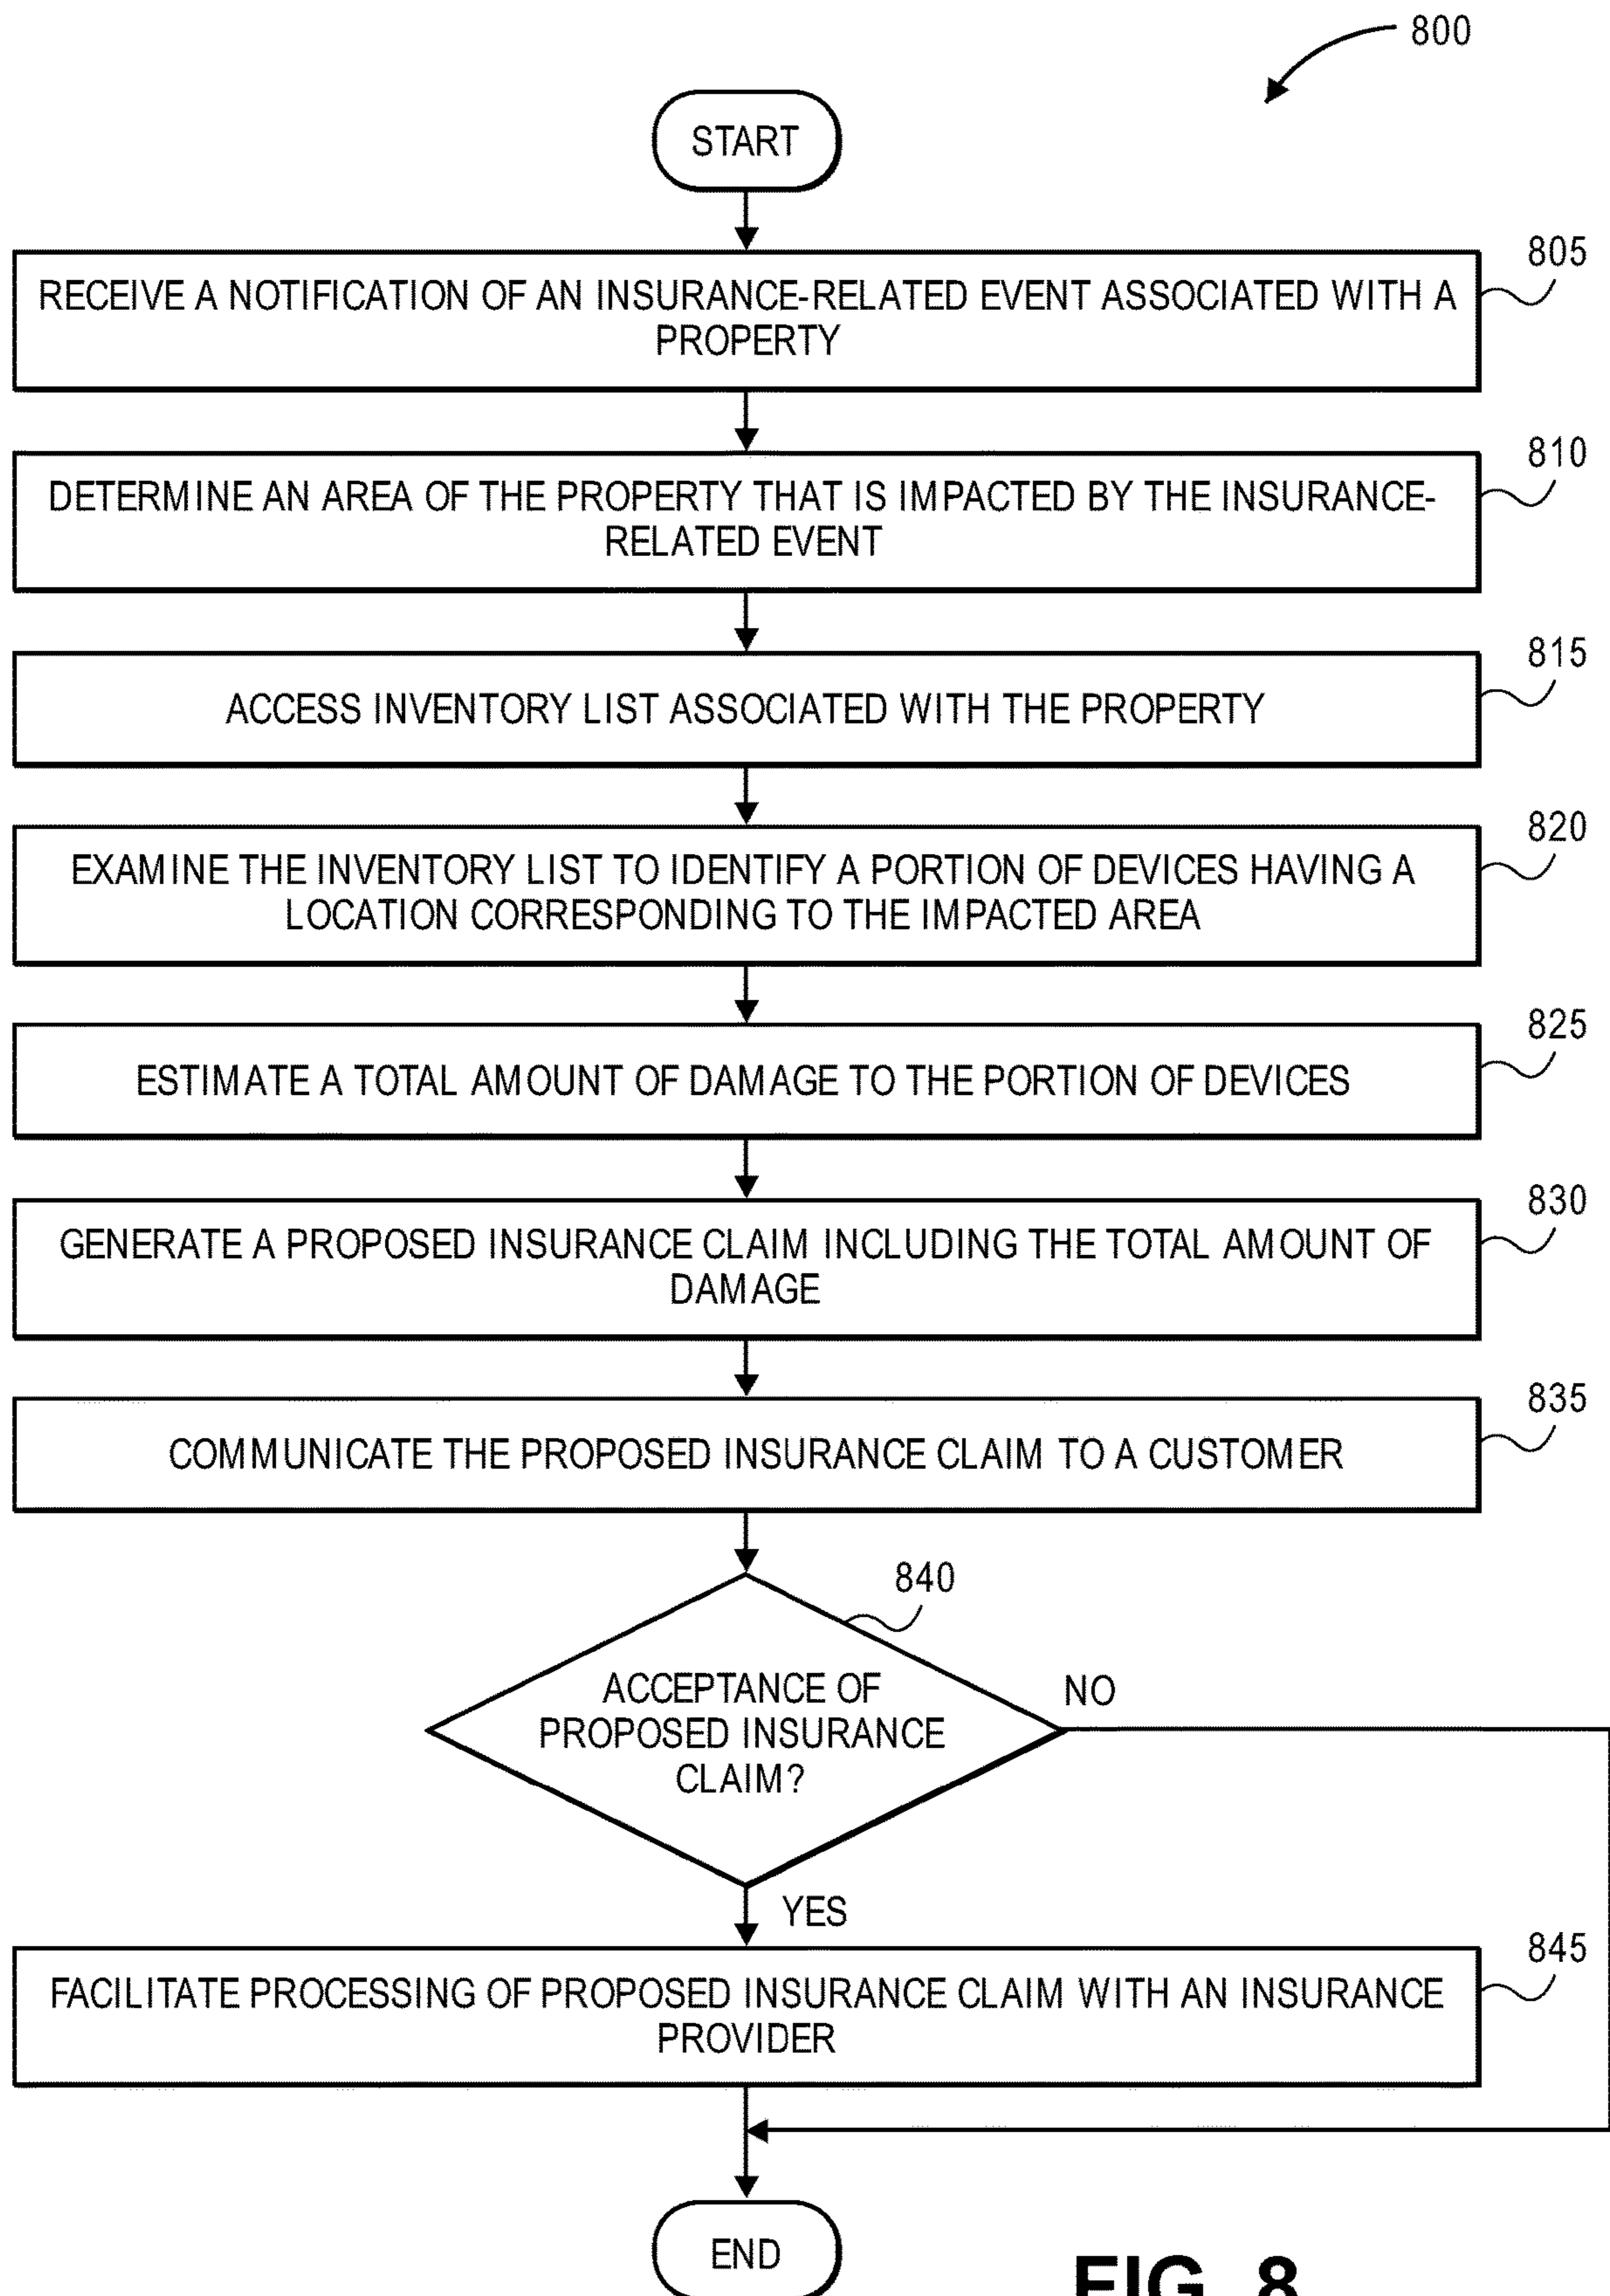 800
START
805
RECEIVE A NOTIFICATION OF AN INSURANCE-RELATED EVENT ASSOCIATED WITH A
PROPERTY
810
DETERMINE AN AREA OF THE PROPERTY THAT IS IMPACTED BY THE INSURANCE-
RELATED EVENT
815
ACCESS INVENTORY LIST ASSOCIATED WITH THE PROPERTY
820
EXAMINE THE INVENTORY LIST TO IDENTIFY A PORTION OF DEVICES HAVING A
LOCATION CORRESPONDING TO THE IMPACTED AREA
825
ESTIMATE A TOTAL AMOUNT OF DAMAGE TO THE PORTION OF DEVICES
830
GENERATE A PROPOSED INSURANCE CLAIM INCLUDING THE TOTAL AMOUNT OF
DAMAGE
835
COMMUNICATE THE PROPOSED INSURANCE CLAIM TO A CUSTOMER
840
ACCEPTANCE OF
PROPOSED INSURANCE
CLAIM?
NO
YES
845
FACILITATE PROCESSING OF PROPOSED INSURANCE CLAIM WITH AN INSURANCE
PROVIDER
END
FIG. 8